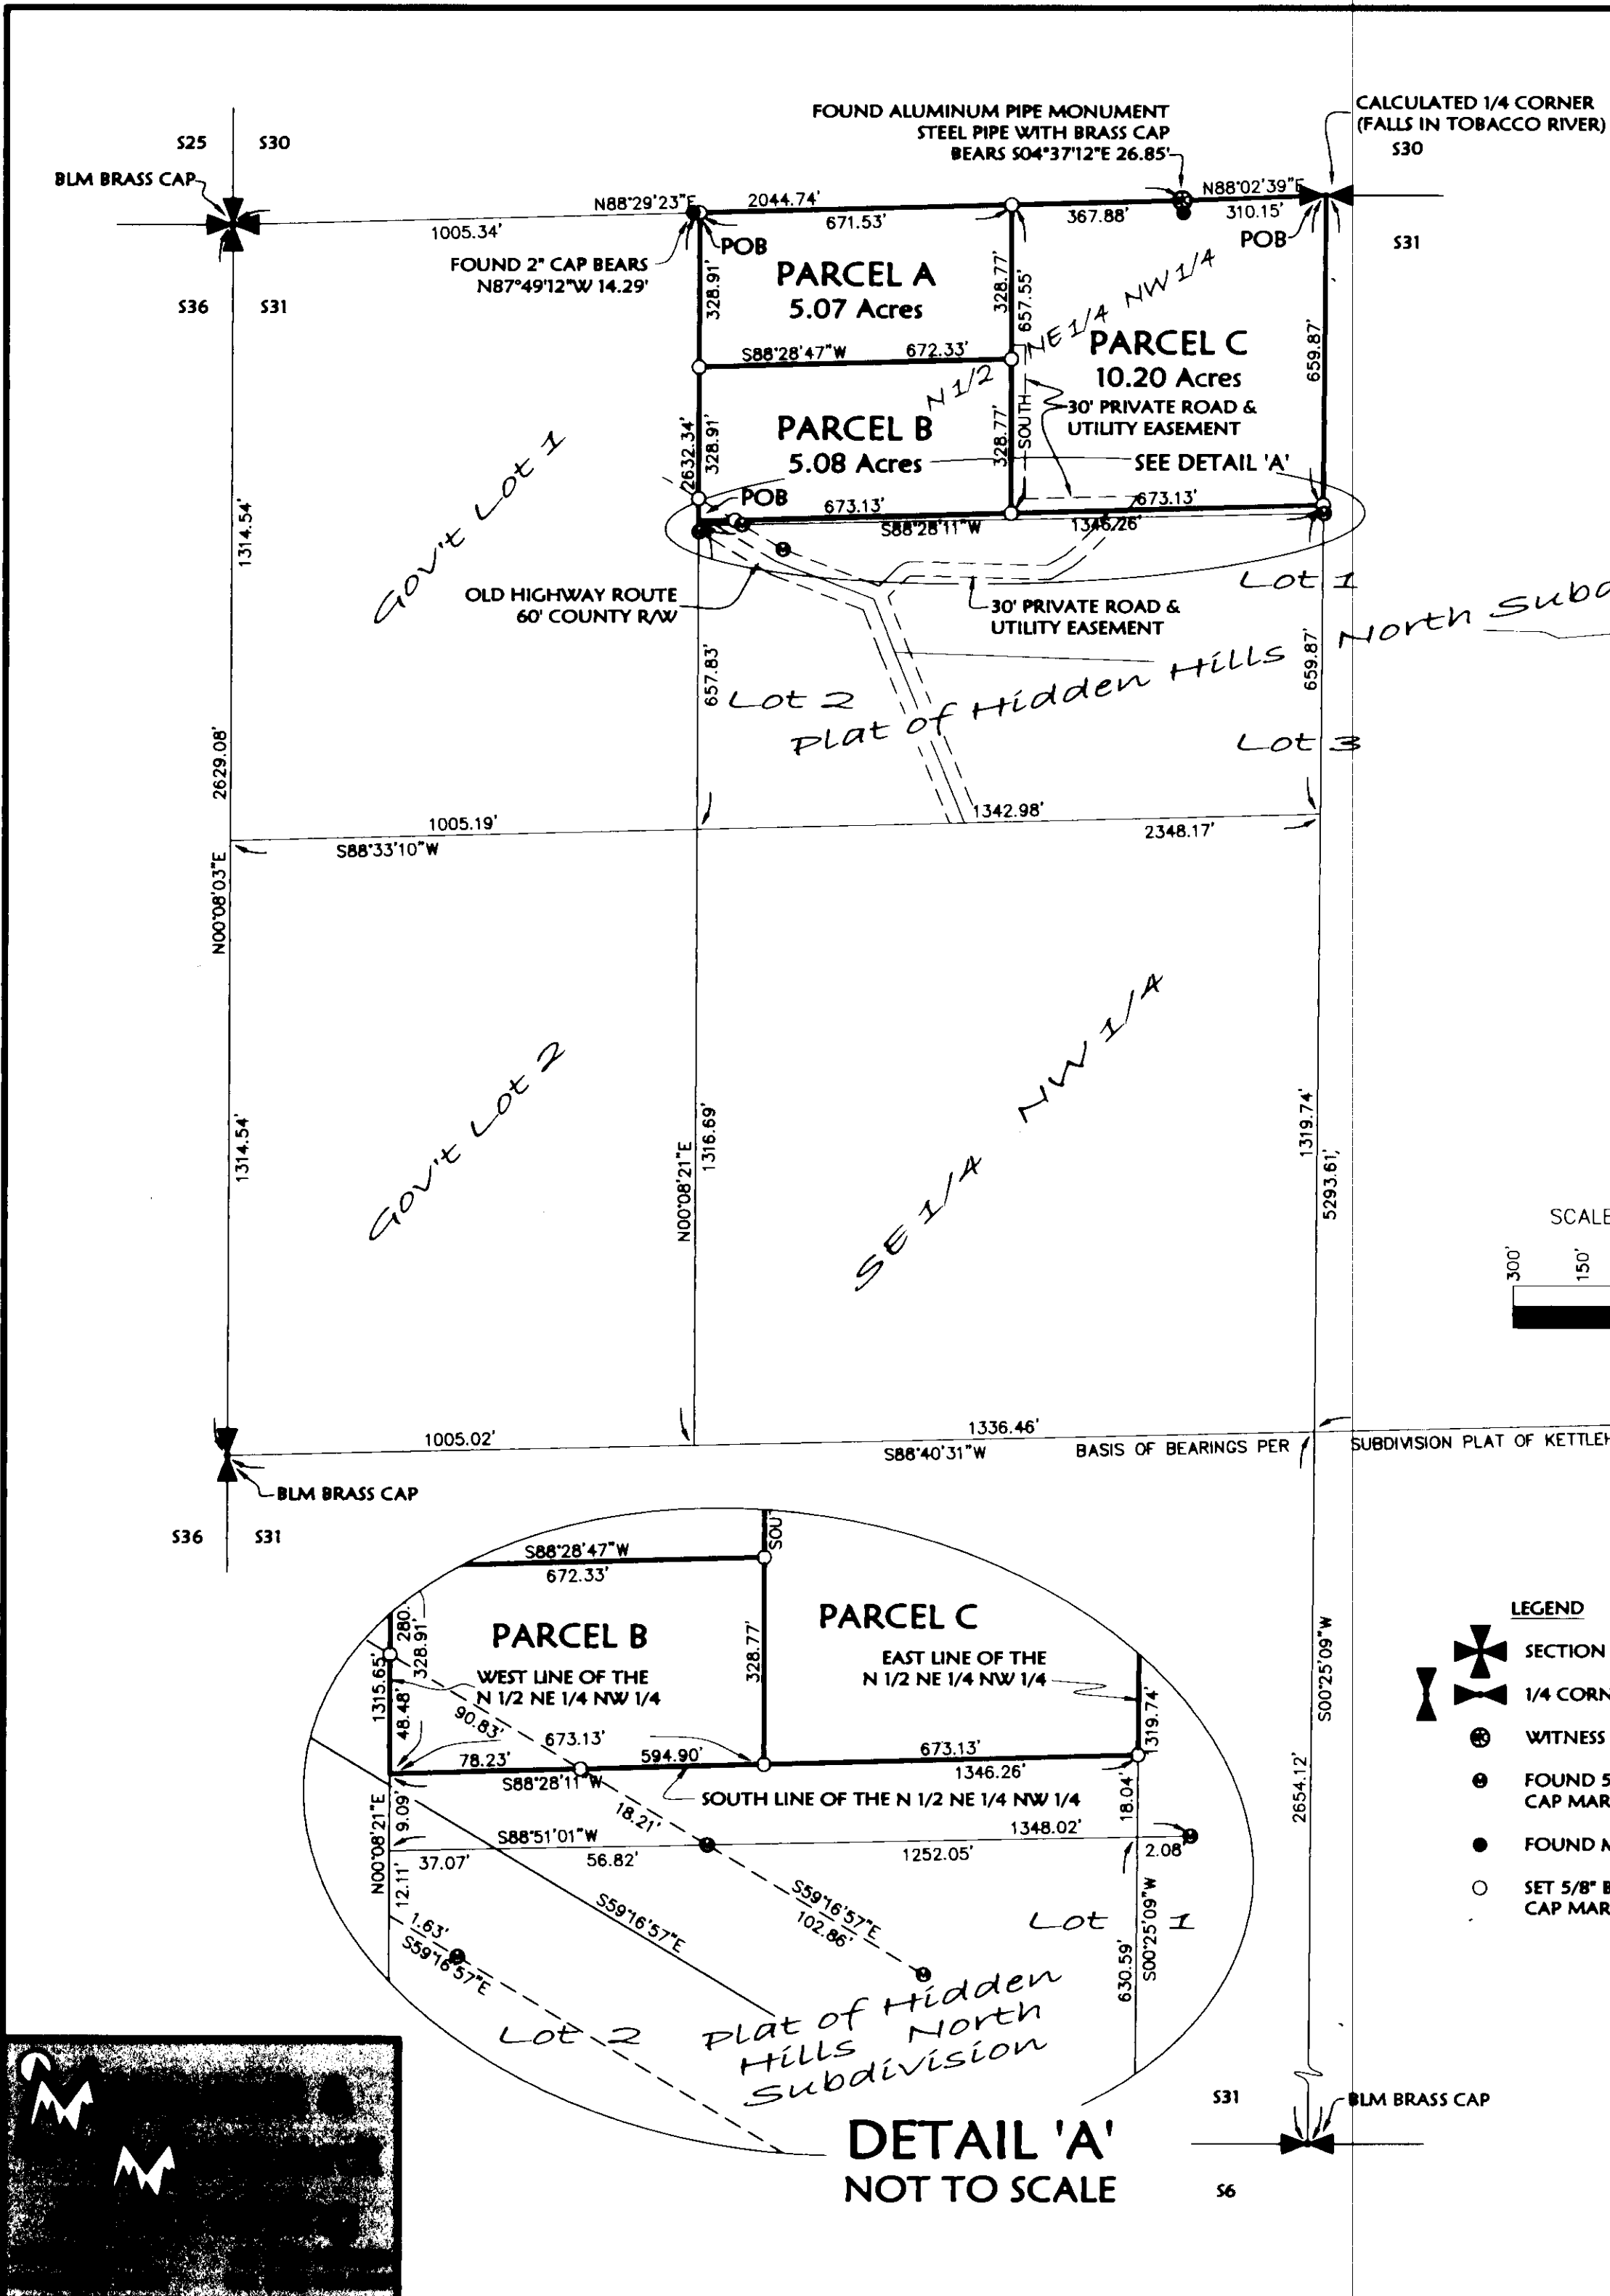 FOUND ALUMINUM PIPE MONUMENT
STEEL PIPE WITH BRASS CAP
BEARS S04°37'12"E 26.85'
CALCULATED 1/4 CORNER
(FALLS IN TOBACCO RIVER)
S25
S30
S30
BLM BRASS CAP
N88°29'23"E
2044.74'
N88°02'39"E
1005.34'
671.53'
367.88'
310.15'
POB
POB
S31
FOUND 2" CAP BEARS
N87°49'12"W 14.29'
S36
S31
PARCEL A
5.07 Acres
328.91'
328.77'
657.55'
NE 1/4 NW 1/4
N 1/2
PARCEL C
10.20 Acres
659.87'
S88°28'47"W
672.33'
30' PRIVATE ROAD &
UTILITY EASEMENT
SOUTH
PARCEL B
5.08 Acres
2632.34'
328.91'
328.77'
SEE DETAIL 'A'
POB
673.13'
673.13'
S88°28'11"W
1346.26'
Gov't Lot 1
1314.54'
OLD HIGHWAY ROUTE
60' COUNTY R/W
30' PRIVATE ROAD &
UTILITY EASEMENT
Lot 1
657.83'
Lot 2
659.87'
Plat of Hidden Hills North
Lot 3
2629.08'
N00°08'03"E
1005.19'
S88°33'10"W
1342.98'
2348.17'
Gov't Lot 2
1314.54'
SE 1/4 NW 1/4
N00°08'21"E
1316.69'
1319.74'
5293.61'
SCALE
300'
150'
1005.02'
1336.46'
S88°40'31"W
BASIS OF BEARINGS PER
SUBDIVISION PLAT OF
BLM BRASS CAP
S36
S31
S88°28'47"W
672.33'
SOU
280.
328.91'
PARCEL B
328.77'
PARCEL C
EAST LINE OF THE
N 1/2 NE 1/4 NW 1/4
WEST LINE OF THE
N 1/2 NE 1/4 NW 1/4
1315.65'
48.48'
90.83'
1319.74'
673.13'
78.23'
594.90'
673.13'
1346.26'
S88°28'11"W
SOUTH LINE OF THE N 1/2 NE 1/4 NW 1/4
18.21'
18.04'
N00°08'21"E
9.09'
S88°51'01"W
1348.02'
37.07'
56.82'
1252.05'
2.08'
12.11'
S59°16'57"E
S59°16'57"E
102.86'
1.63'
S59°16'57"E
Lot 1
630.59'
S00°25'09"W
Lot 2
Plat of Hidden
Hills North
Subdivision
DETAIL 'A'
NOT TO SCALE
S00°25'09"W
2654.12'
S31
BLM BRASS CAP
S6
LEGEND
SECTION
1/4 CORN
WITNESS
FOUND 5
CAP MAR
FOUND
SET 5/8"
CAP MAR